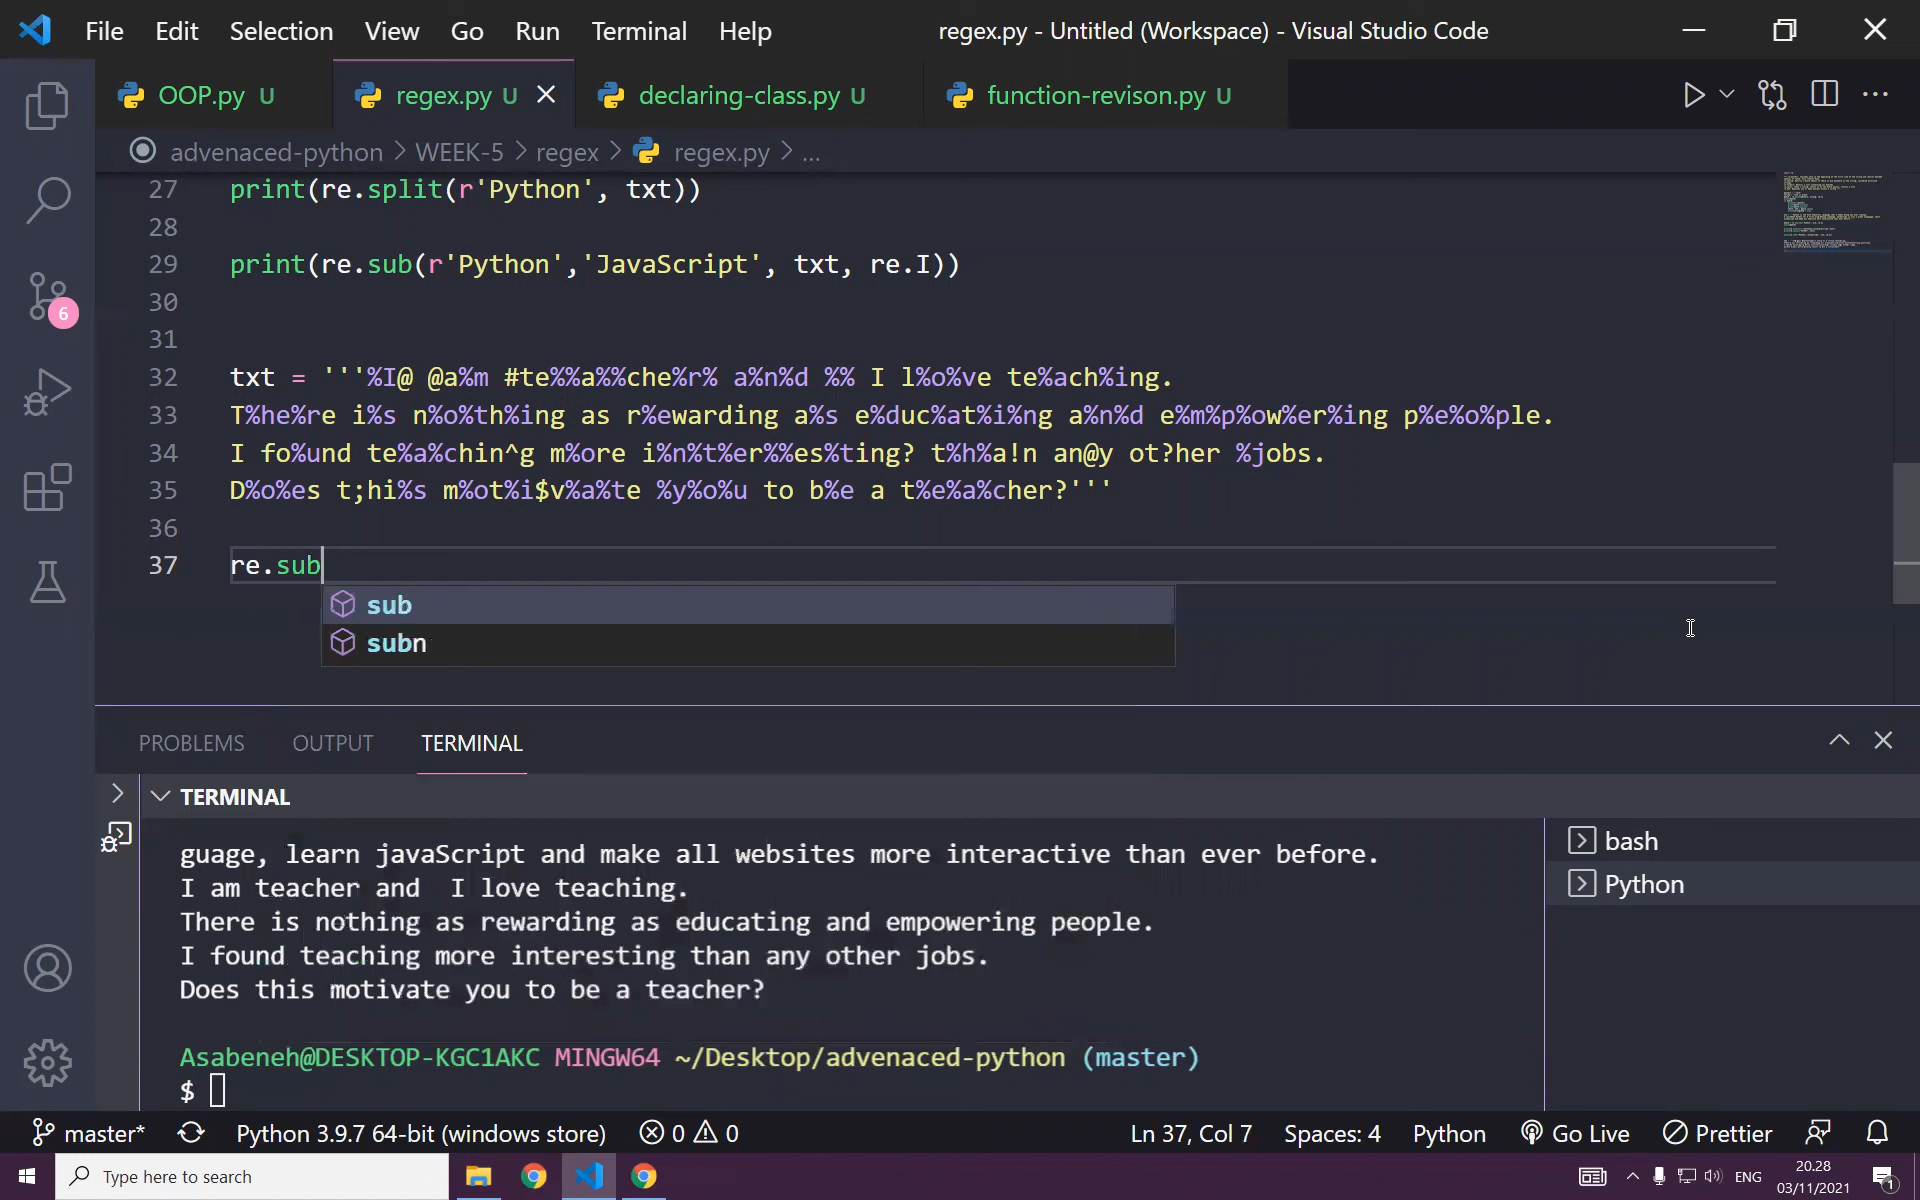 File Edit Selection View Go Run Terminal Help regex.py - Untitled (Workspace) - Visual Studio Code
OOP.py U regex.py U declaring-class.py U function-revison.py U
advenaced-python > WEEK-5 > regex > regex.py > ...
27 print(re.split(r'Python', txt))
28
29 print(re.sub(r'Python','JavaScript', txt, re.I))
30
31
32 txt = '''%I@ @a%m #te%%a%%che%r% a%n%d %% I l%o%ve te%ach%ing.
33 T%he%re i%s n%o%th%ing as r%ewarding a%s e%duc%at%i%ng a%n%d e%m%p%ow%er%ing p%e%o%ple.
34 I fo%und te%a%chin^g m%ore i%n%t%er%%es%ting? t%h%a!n an@y ot?her %jobs.
35 D%o%es t;hi%s m%ot%i$v%a%te %y%o%u to b%e a t%e%a%cher?'''
36
37 re.sub
sub
subn
6
PROBLEMS OUTPUT TERMINAL
TERMINAL
guage, learn javaScript and make all websites more interactive than ever before.
I am teacher and  I love teaching.
There is nothing as rewarding as educating and empowering people.
I found teaching more interesting than any other jobs.
Does this motivate you to be a teacher?
Asabeneh@DESKTOP-KGC1AKC MINGW64 ~/Desktop/advenaced-python (master)
$
bash
Python
master* Python 3.9.7 64-bit (windows store) 0 0 Ln 37, Col 7 Spaces: 4 Python Go Live Prettier
Type here to search ENG 20.28
03/11/2021
1